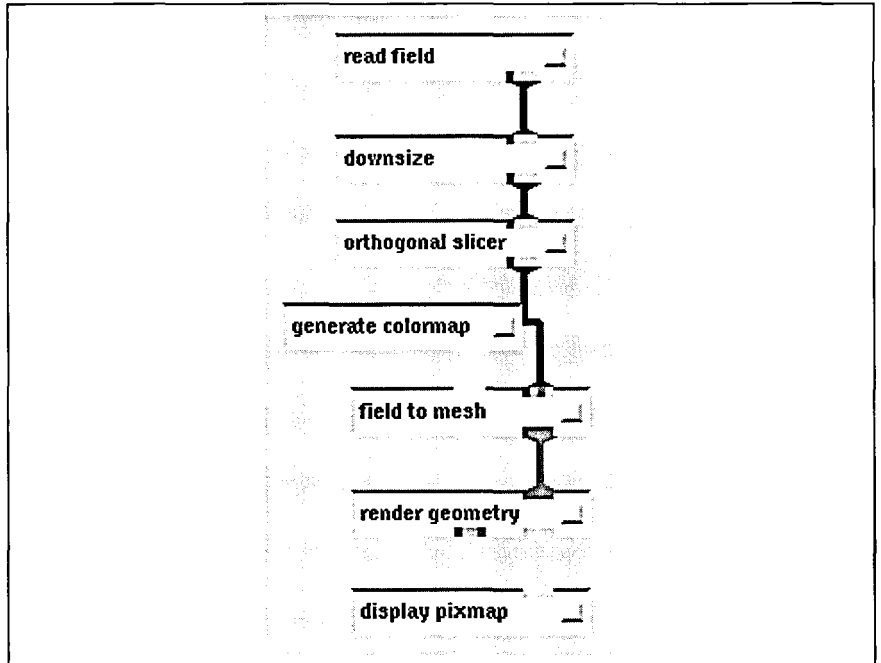 read field
downsize
orthogonal slicer
generate colormap
field to mesh
render geometry
display pixmap